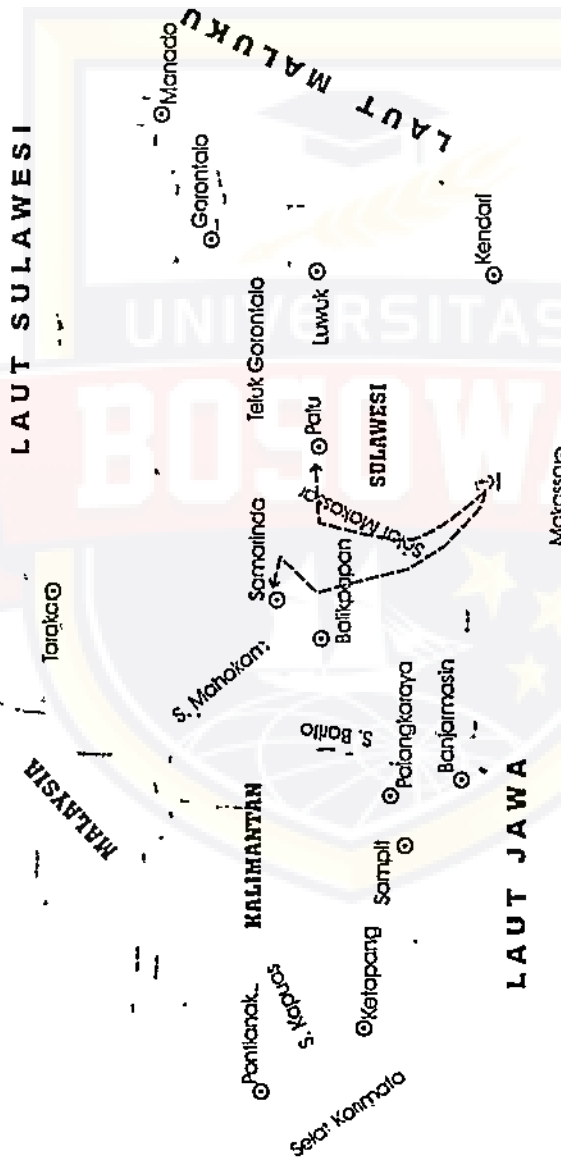 LAUT SULAWESI
LAUT MALUKU
Manado
Gorontalo
Taraka
MALAYSIA
Teluk Gorontalo
Samarinda
S. Mahakam
KALIMANTAN
Pontianak
S. Kapuas
Luwuk
Palu
Selat Makassar
Balikpapan
SULAWESI
S. Barito
Ketapang
Palangkaraya
Sampit
Banjarmasin
Kendari
Selat Karimata
LAUT JAWA
Makassar
UNIVERSITAS
BOSOWA